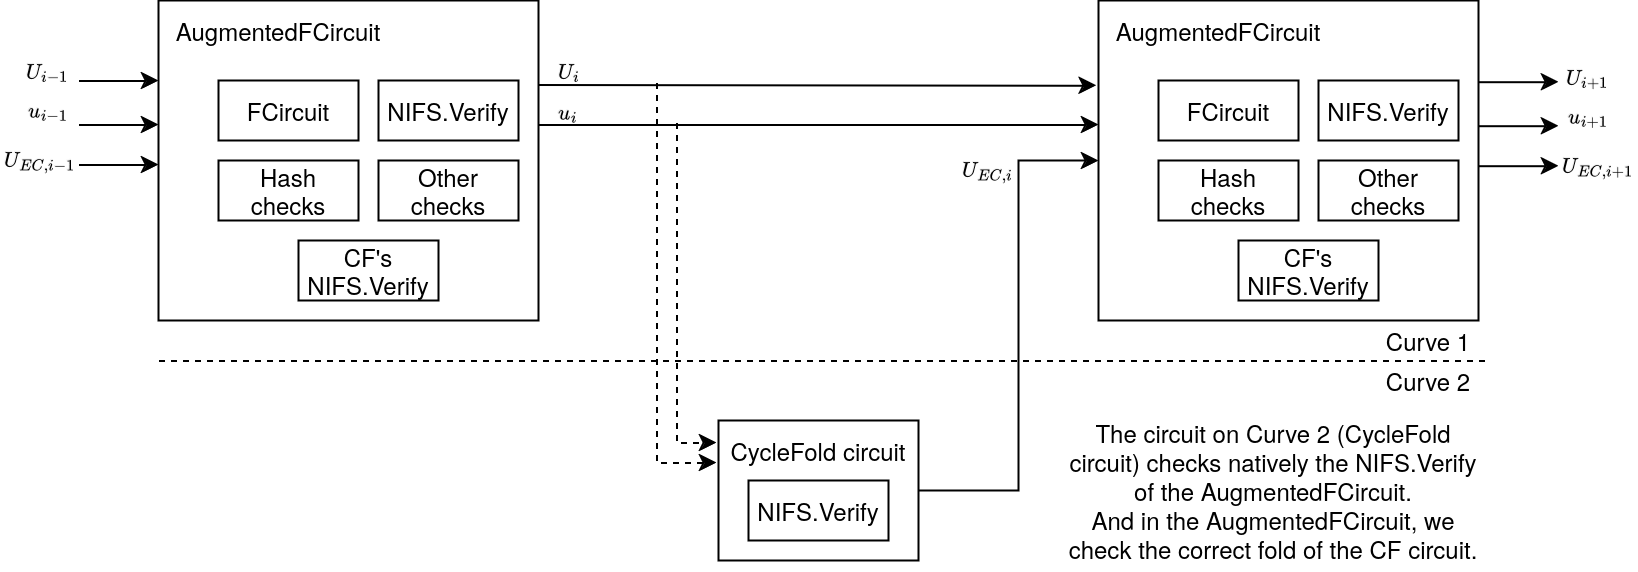 AugmentedFCircuit
U_{i-1}
u_{i-1}
U_{EC,i-1}
FCircuit
NIFS.Verify
Hash
checks
Other
checks
CF's
NIFS.Verify
U_i
u_i
U_{EC,i}
AugmentedFCircuit
FCircuit
NIFS.Verify
Hash
checks
Other
checks
CF's
NIFS.Verify
U_{i+1}
u_{i+1}
U_{EC,i+1}
Curve 1
Curve 2
CycleFold circuit
NIFS.Verify
The circuit on Curve 2 (CycleFold
circuit) checks natively the NIFS.Verify
of the AugmentedFCircuit.
And in the AugmentedFCircuit, we
check the correct fold of the CF circuit.